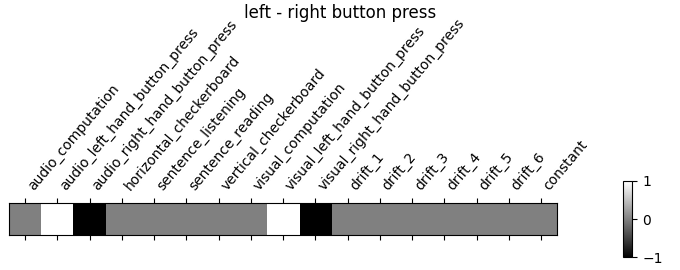 left - right button press
audio_computation
audio_left_hand_button_press
audio_right_hand_button_press
horizontal_checkerboard
sentence_listening
sentence_reading
vertical_checkerboard
visual_computation
visual_left_hand_button_press
visual_right_hand_button_press
drift_1
drift_2
drift_3
drift_4
drift_5
drift_6
constant
1
0
−1